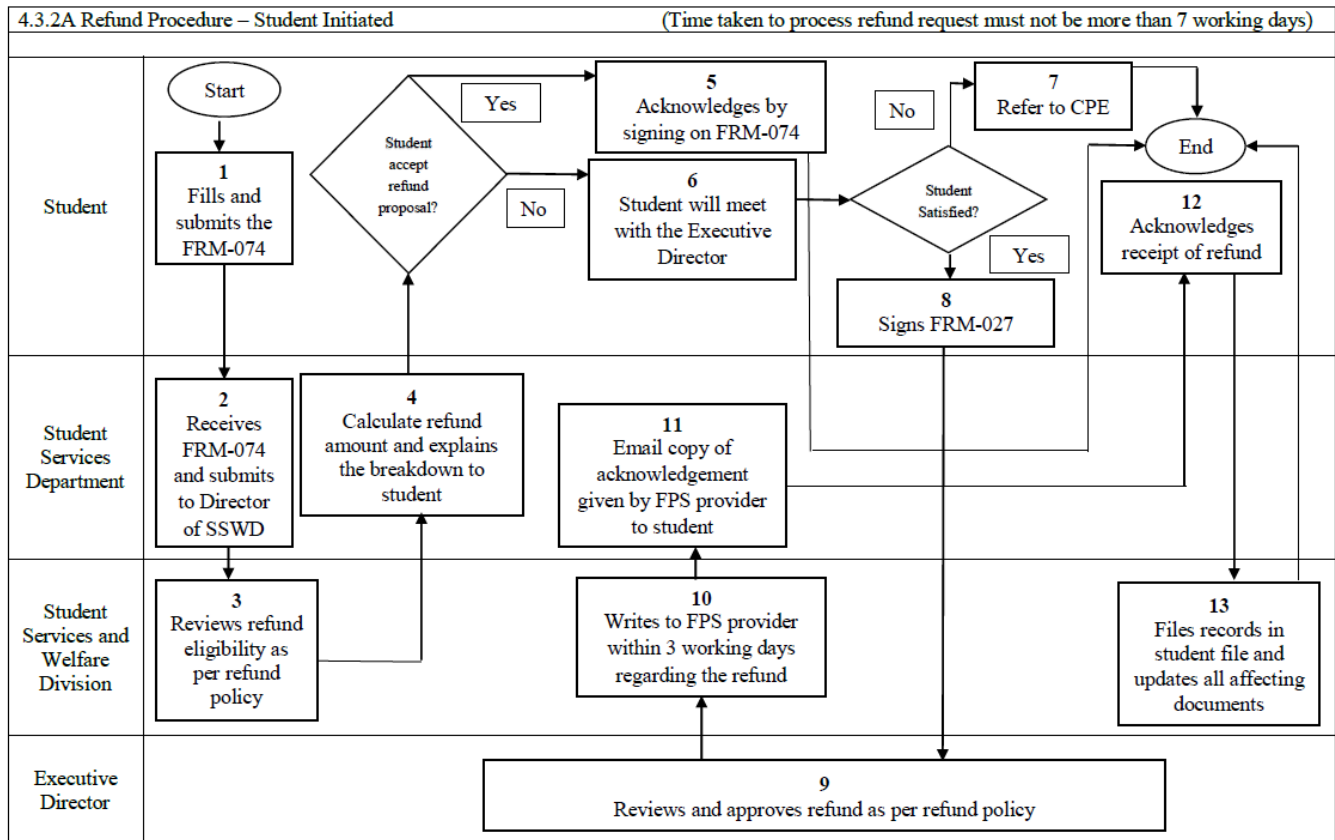 4.3.2A Refund Procedure – Student Initiated (Time taken to process refund request must not be more than 7 working days)
Student
Start
1
Fills and
submits the
FRM-074
Student
accept
refund
proposal?
Yes
No
5
Acknowledges by
signing on FRM-074
6
Student will meet
with the Executive
Director
No
Student
Satisfied?
Yes
7
Refer to CPE
End
8
Signs FRM-027
12
Acknowledges
receipt of refund
Student
Services
Department
2
Receives
FRM-074
and submits
to Director
of SSWD
4
Calculate refund
amount and explains
the breakdown to
student
11
Email copy of
acknowledgement
given by FPS provider
to student
Student
Services and
Welfare
Division
3
Reviews refund
eligibility as
per refund
policy
10
Writes to FPS provider
within 3 working days
regarding the refund
13
Files records in
student file and
updates all affecting
documents
Executive
Director
9
Reviews and approves refund as per refund policy